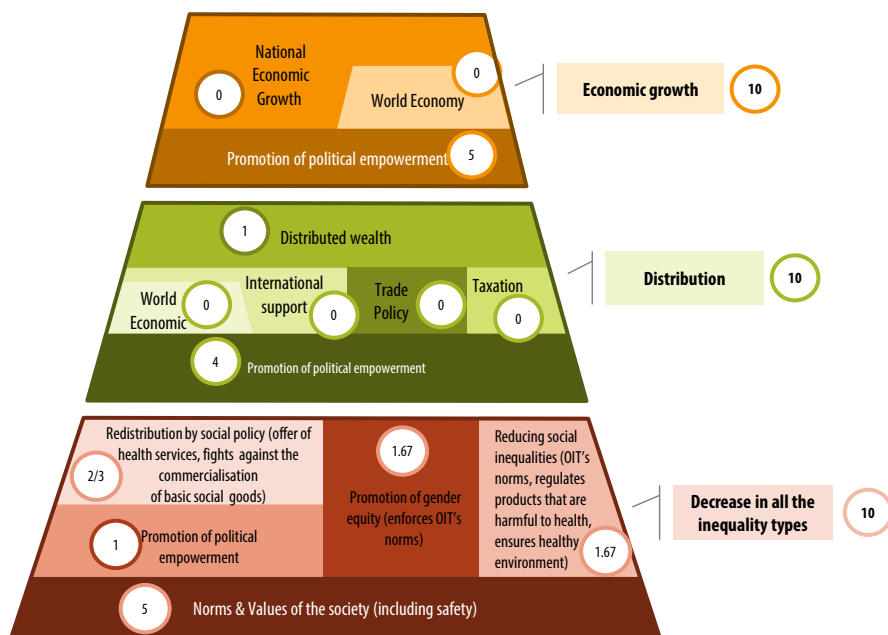 National
Economic
Growth
0
0
World Economy
Promotion of political empowerment
5
Economic growth
10
1
Distributed wealth
World
Economic
0
International
support
0
Trade
Policy
0
Taxation
0
4
Promotion of political empowerment
Distribution
10
Redistribution by social policy (offer of
health services, fights against the
commercialisation
of basic social goods)
2/3
1
Promotion of political
empowerment
1.67
Promotion of gender
equity (enforces OIT's
norms)
Reducing social
inequalities (OIT's
norms, regulates
products that are
harmful to health,
ensures healthy
environment)
1.67
5
Norms & Values of the society (including safety)
Decrease in all the
inequality types
10